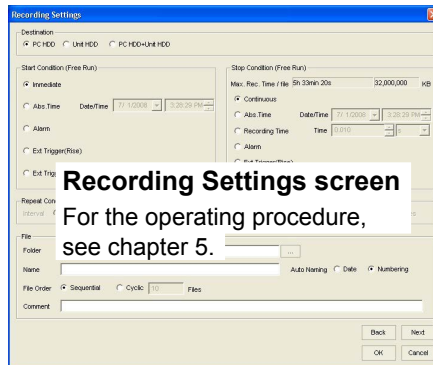 Recording Settings
Destination
PC HDD Unit HDD PC HDD+Unit HDD
Start Condition (Free Run)
Immediate
Abs.Time Date/Time 7/ 1/2008 3:28:29 PM
Alarm
Ext Trigger(Rise)
Ext Trig
Stop Condition (Free Run)
Max. Rec. Time / file 5h 33min 20s 32,000,000 KB
Continuous
Abs.Time Date/Time 7/ 1/2008 3:28:29 PM
Recording Time Time 0.010 s
Alarm
Ext Trigger(Rise)
Recording Settings screen
For the operating procedure,
see chapter 5.
Repeat Con
Interval
File
Folder ...
Name Auto Naming Date Numbering
File Order Sequential Cyclic 10 Files
Comment
Back Next
OK Cancel